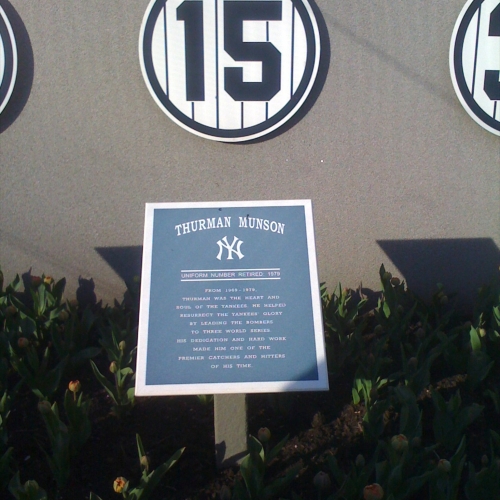 15
THURMAN MUNSON
NY
UNIFORM NUMBER RETIRED 1979
FROM 1969-1979,
THURMAN WAS THE HEART AND
SOUL OF THE YANKEES. HE HELPED
RESURRECT THE YANKEES' GLORY
BY LEADING THE BOMBERS
TO THREE WORLD SERIES.
HIS DEDICATION AND HARD WORK
MADE HIM ONE OF THE
PREMIER CATCHERS AND HITTERS
OF HIS TIME.